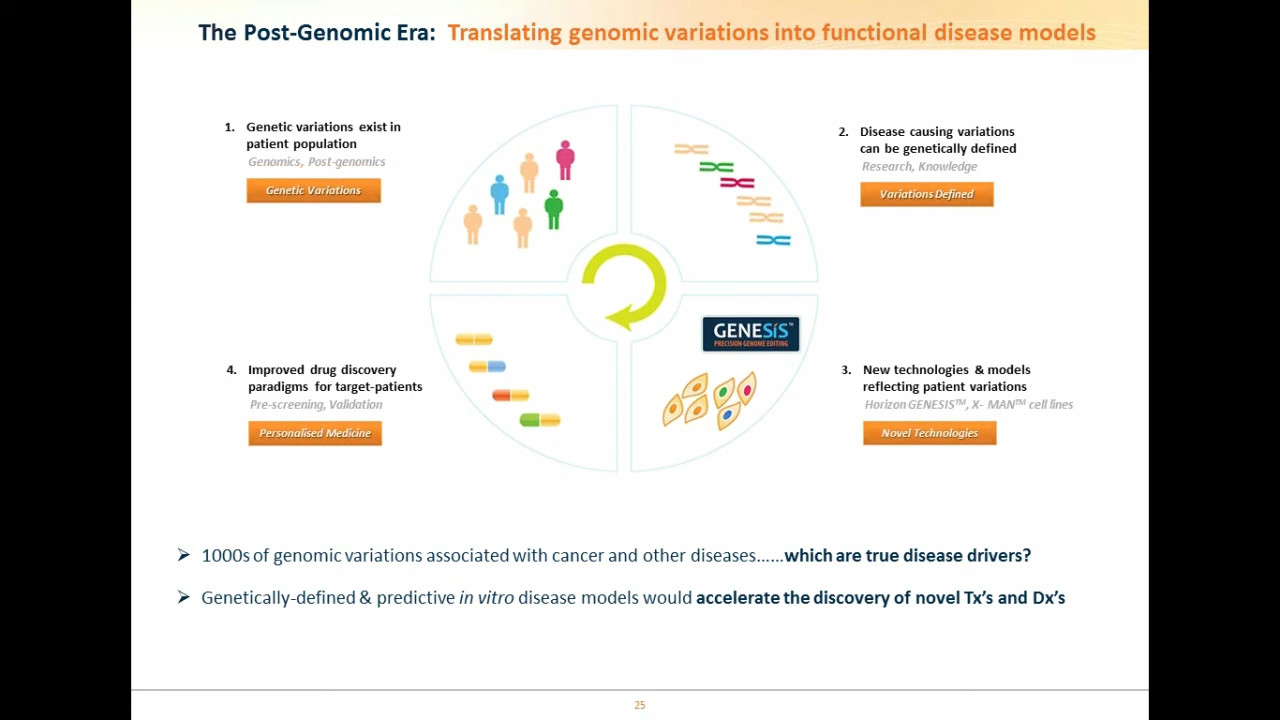 The Post-Genomic Era: Translating genomic variations into functional disease models
1. Genetic variations exist in
patient population
Genomics, Post-genomics
Genetic Variations
2. Disease causing variations
can be genetically defined
Research, Knowledge
Variations Defined
GENESIS™
PRECISION GENOME EDITING
4. Improved drug discovery
paradigms for target-patients
Pre-screening, Validation
Personalised Medicine
3. New technologies & models
reflecting patient variations
Horizon GENESIS™, X- MAN™ cell lines
Novel Technologies
➢ 1000s of genomic variations associated with cancer and other diseases......which are true disease drivers?
➢ Genetically-defined & predictive in vitro disease models would accelerate the discovery of novel Tx’s and Dx’s
25